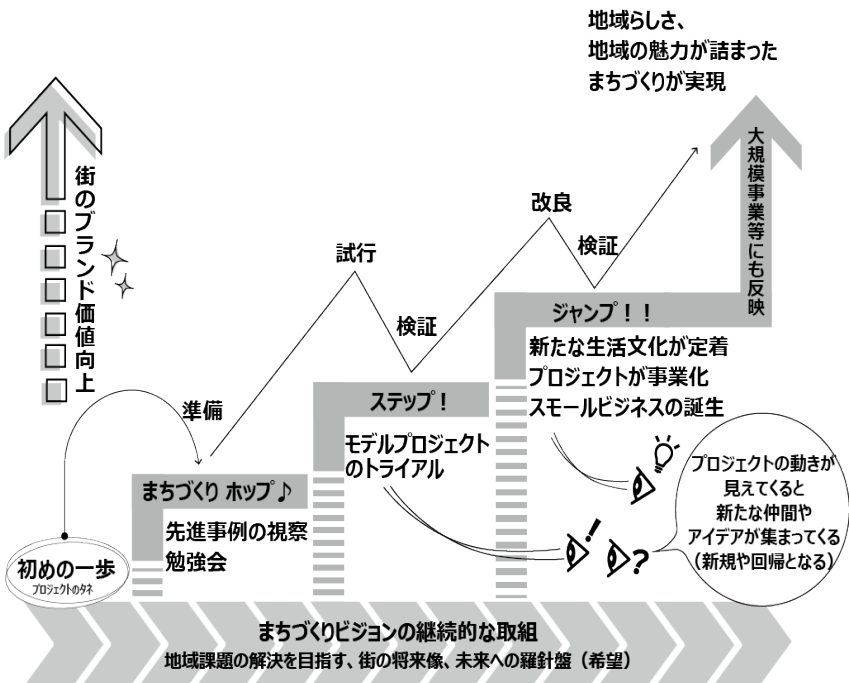 地域らしさ、
地域の魅力が詰まった
まちづくりが実現
大規模事業等にも反映
街のブランド価値向上
改良
検証
試行
検証
準備
ジャンプ！！
新たな生活文化が定着
プロジェクトが事業化
スモールビジネスの誕生
ステップ！
モデルプロジェクト
のトライアル
まちづくり ホップ♪
先進事例の視察
勉強会
プロジェクトの動きが
見えてくると
新たな仲間や
アイデアが集まってくる
（新規や回帰となる）
!
?
初めの一歩
プロジェクトのタネ
まちづくりビジョンの継続的な取組
地域課題の解決を目指す、街の将来像、未来への羅針盤（希望）